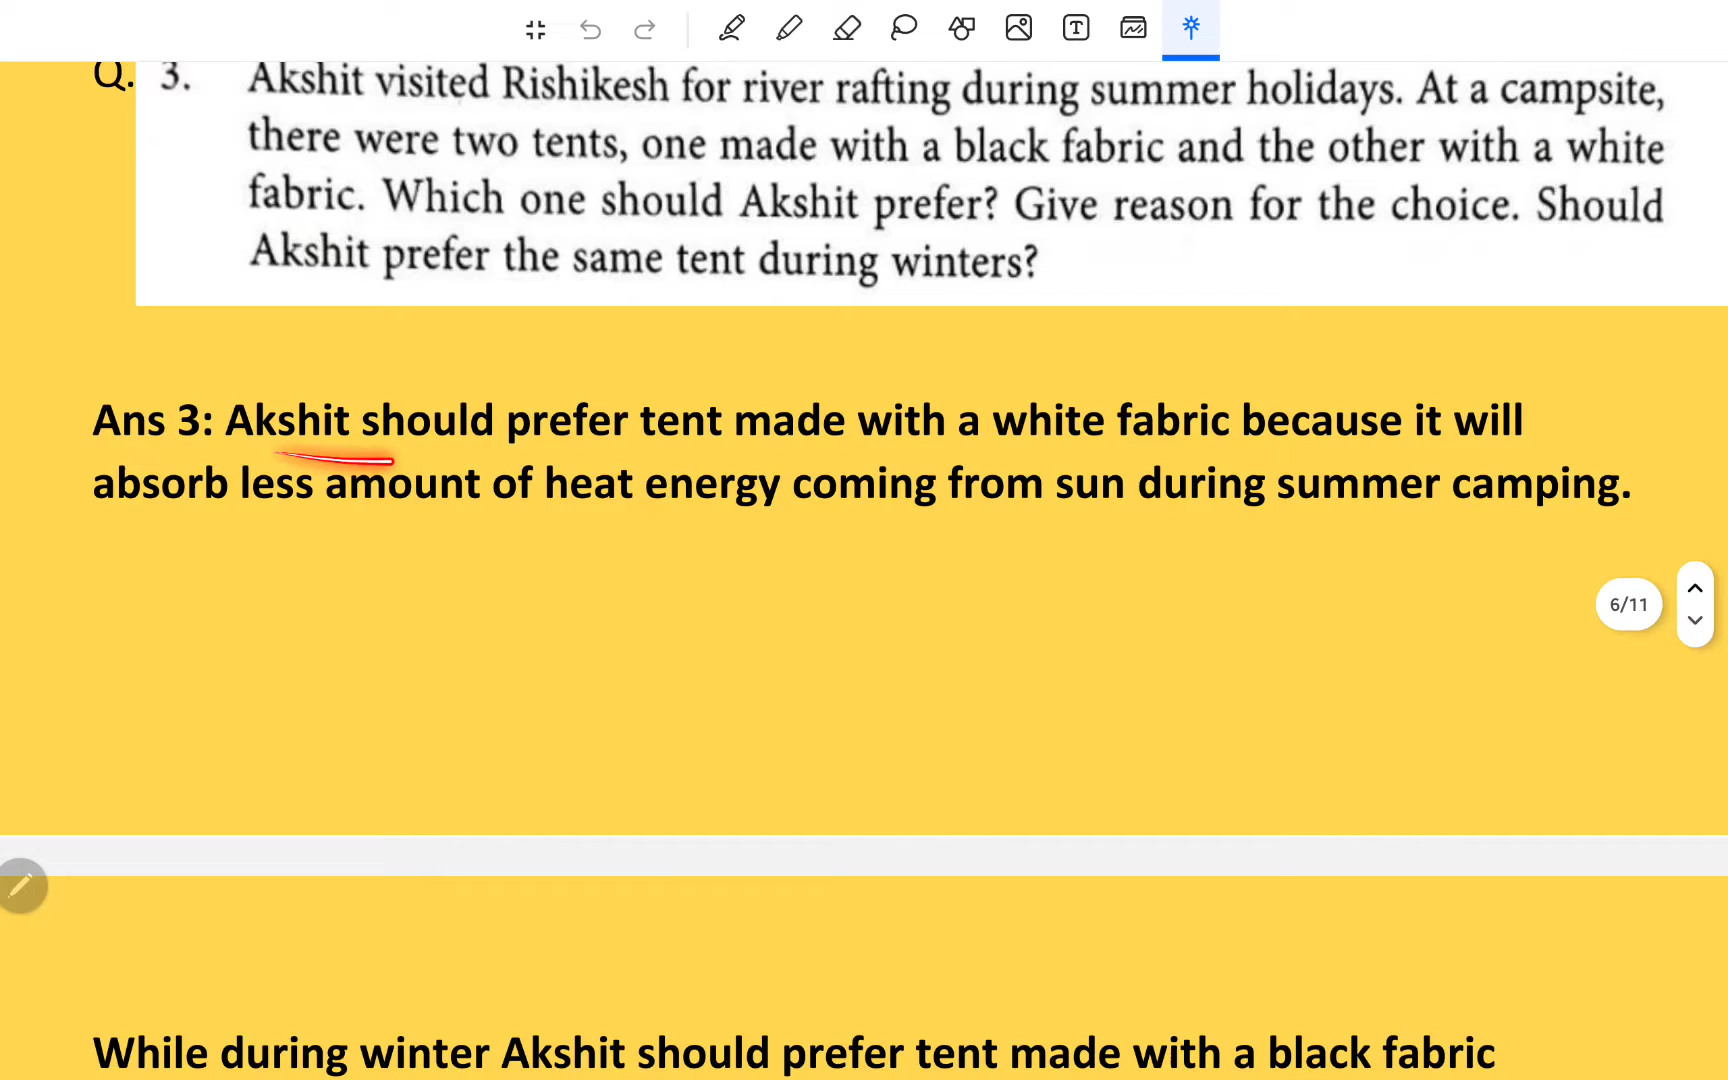 Q. 3. Akshit visited Rishikesh for river rafting during summer holidays. At a campsite,
there were two tents, one made with a black fabric and the other with a white
fabric. Which one should Akshit prefer? Give reason for the choice. Should
Akshit prefer the same tent during winters?
Ans 3: Akshit should prefer tent made with a white fabric because it will
absorb less amount of heat energy coming from sun during summer camping.
6/11
While during winter Akshit should prefer tent made with a black fabric